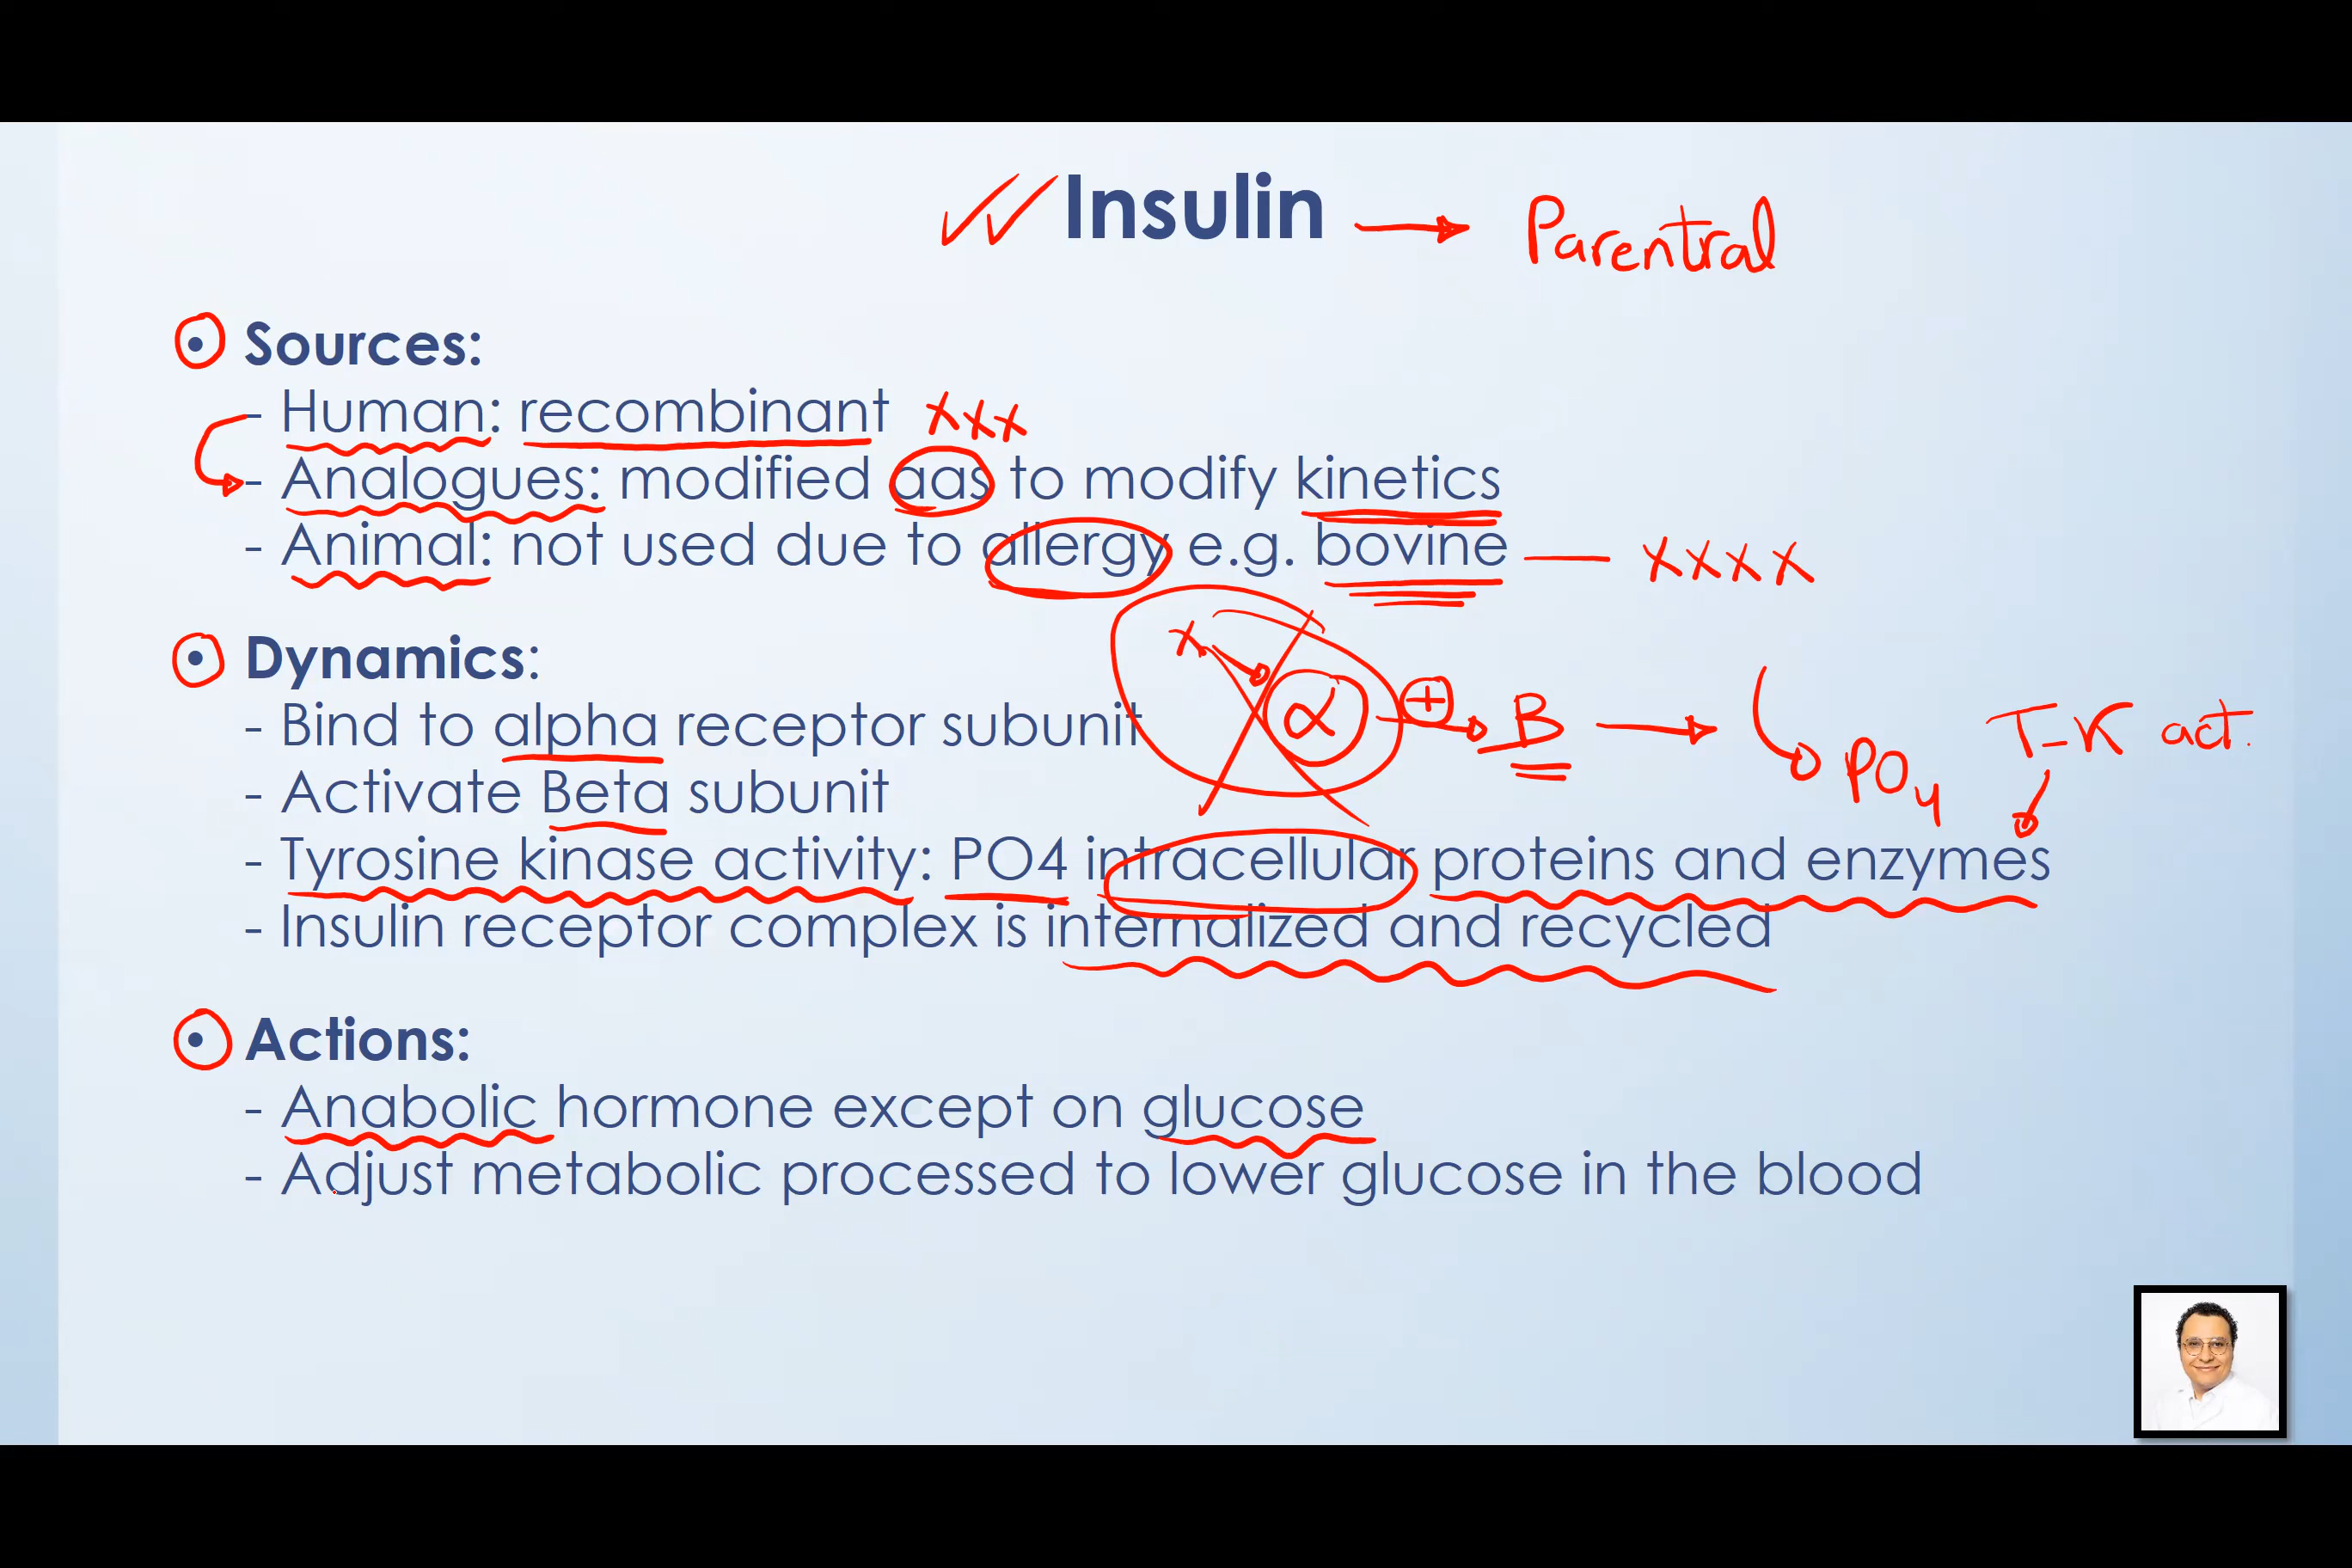 Insulin → Parentral
• Sources:
- Human: recombinant xxx
- Analogues: modified aas to modify kinetics
- Animal: not used due to allergy e.g. bovine — xxxx
• Dynamics:
x α + B PO4 T-K act.
- Bind to alpha receptor subunit
- Activate Beta subunit
- Tyrosine kinase activity: PO4 intracellular proteins and enzymes
- Insulin receptor complex is internalized and recycled
• Actions:
- Anabolic hormone except on glucose
- Adjust metabolic processed to lower glucose in the blood